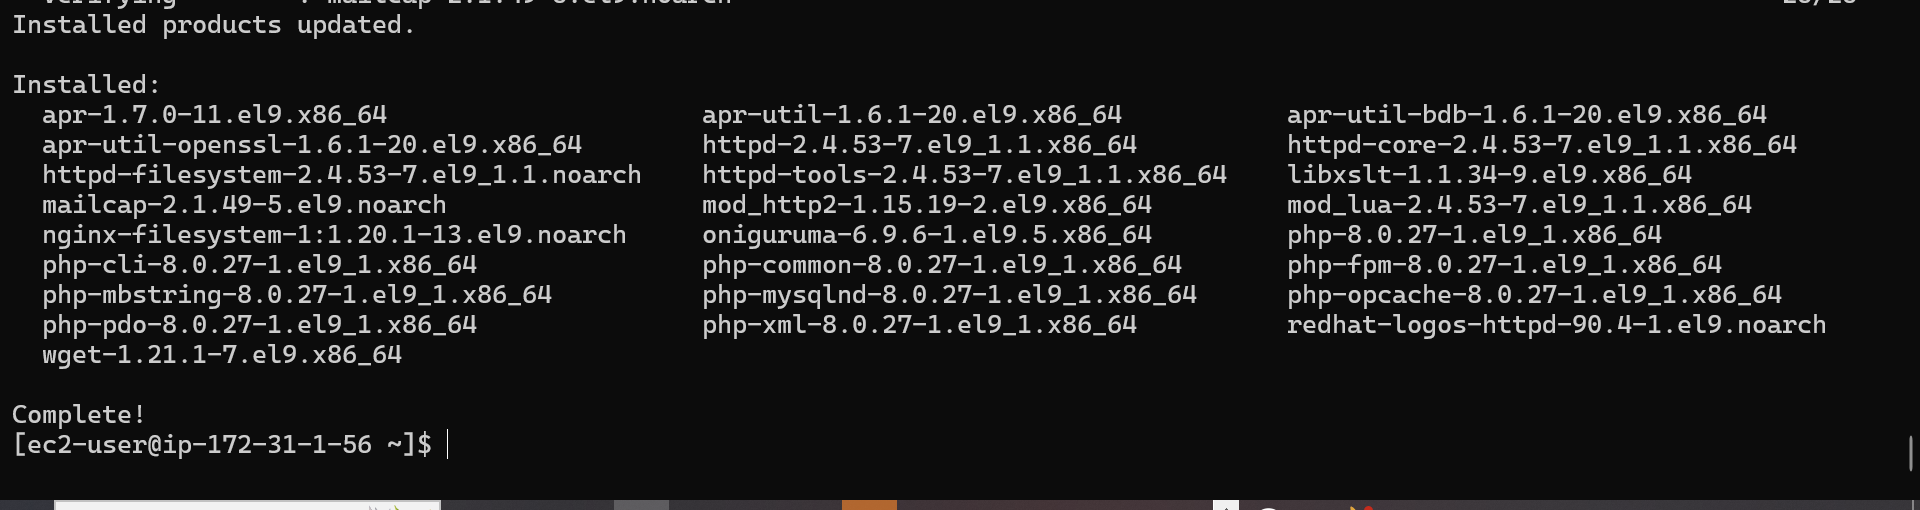 Installed products updated.
Installed:
apr-1.7.0-11.el9.x86_64 apr-util-1.6.1-20.el9.x86_64 apr-util-bdb-1.6.1-20.el9.x86_64
apr-util-openssl-1.6.1-20.el9.x86_64 httpd-2.4.53-7.el9_1.1.x86_64 httpd-core-2.4.53-7.el9_1.1.x86_64
httpd-filesystem-2.4.53-7.el9_1.1.noarch httpd-tools-2.4.53-7.el9_1.1.x86_64 libxslt-1.1.34-9.el9.x86_64
mailcap-2.1.49-5.el9.noarch mod_http2-1.15.19-2.el9.x86_64 mod_lua-2.4.53-7.el9_1.1.x86_64
nginx-filesystem-1:1.20.1-13.el9.noarch oniguruma-6.9.6-1.el9.5.x86_64 php-8.0.27-1.el9_1.x86_64
php-cli-8.0.27-1.el9_1.x86_64 php-common-8.0.27-1.el9_1.x86_64 php-fpm-8.0.27-1.el9_1.x86_64
php-mbstring-8.0.27-1.el9_1.x86_64 php-mysqlnd-8.0.27-1.el9_1.x86_64 php-opcache-8.0.27-1.el9_1.x86_64
php-pdo-8.0.27-1.el9_1.x86_64 php-xml-8.0.27-1.el9_1.x86_64 redhat-logos-httpd-90.4-1.el9.noarch
wget-1.21.1-7.el9.x86_64
Complete!
[ec2-user@ip-172-31-1-56 ~]$